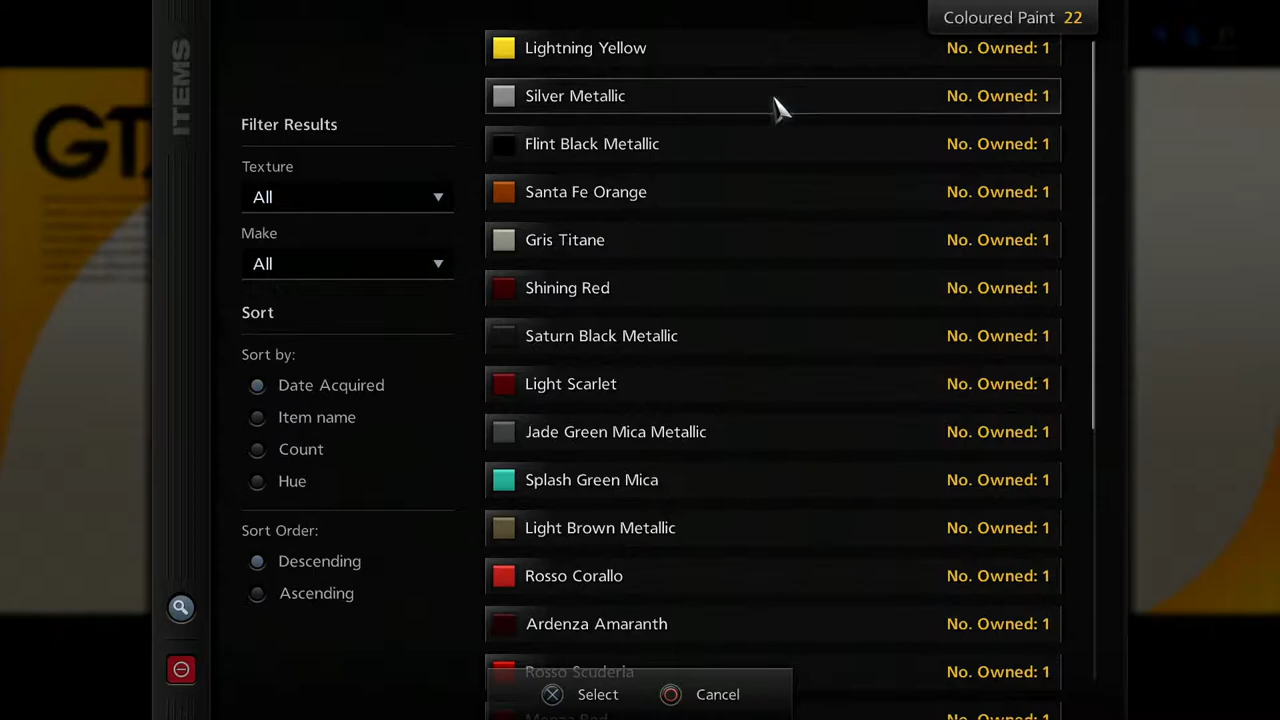 Coloured Paint 22
ITEMS
GT
Filter Results
Texture
All
Make
All
Sort
Sort by:
Date Acquired
Item name
Count
Hue
Sort Order:
Descending
Ascending
Lightning Yellow No. Owned: 1
Silver Metallic No. Owned: 1
Flint Black Metallic No. Owned: 1
Santa Fe Orange No. Owned: 1
Gris Titane No. Owned: 1
Shining Red No. Owned: 1
Saturn Black Metallic No. Owned: 1
Light Scarlet No. Owned: 1
Jade Green Mica Metallic No. Owned: 1
Splash Green Mica No. Owned: 1
Light Brown Metallic No. Owned: 1
Rosso Corallo No. Owned: 1
Ardenza Amaranth No. Owned: 1
Rosso Scuderia No. Owned: 1
Monza Red No. Owned: 1
Select Cancel